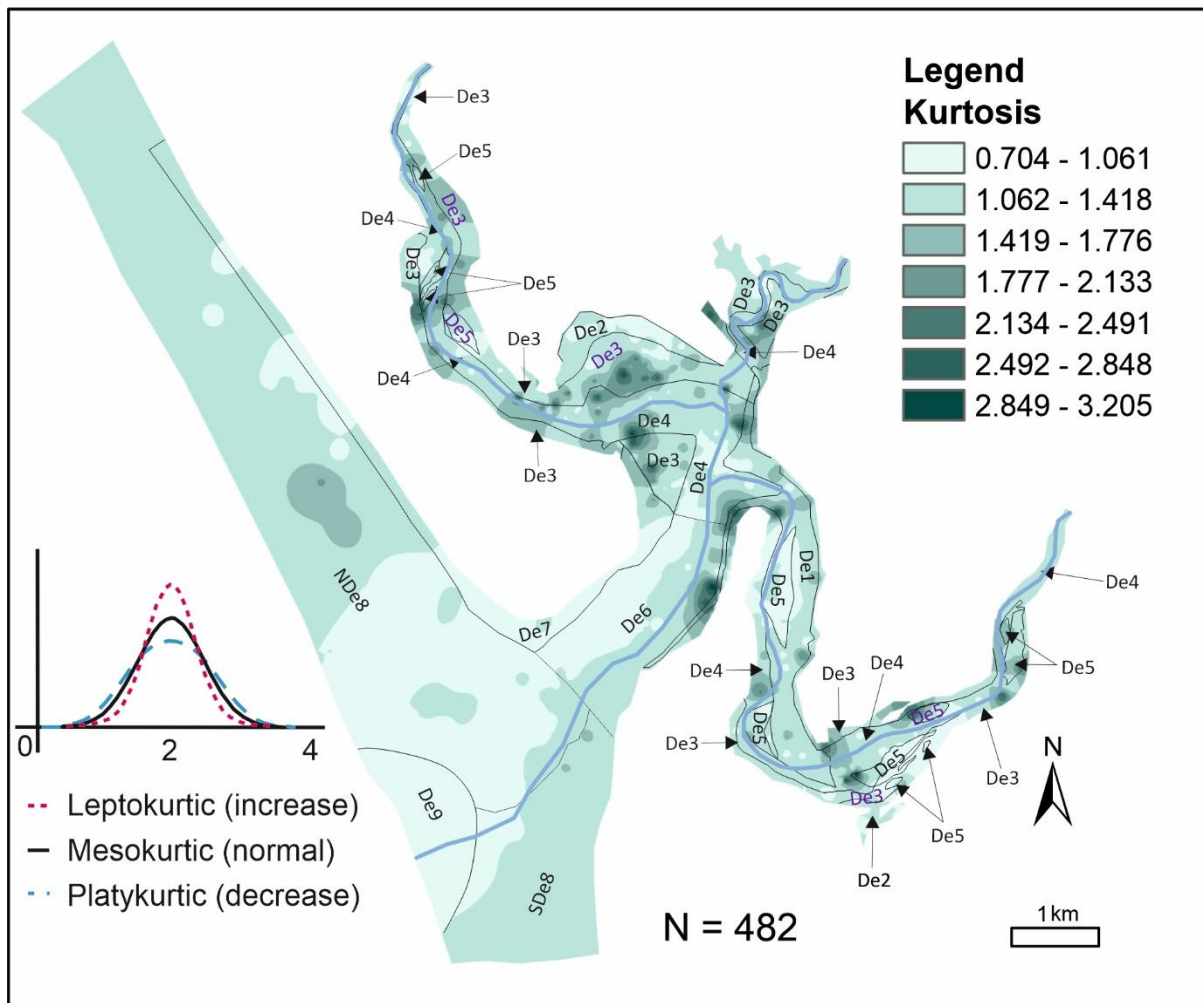 Legend
Kurtosis
0.704 - 1.061
1.062 - 1.418
1.419 - 1.776
1.777 - 2.133
2.134 - 2.491
2.492 - 2.848
2.849 - 3.205
De3
De5
De3
De4
De3
De5
De5
De4
De3
De2
De3
De3
De3
De4
De4
De3
De3
De4
De1
De5
De6
De7
NDe8
De9
SDe8
De4
De5
De4
De3
De4
De5
De3
De5
De5
De3
De3
De5
De2
N
0 2 4
Leptokurtic (increase)
Mesokurtic (normal)
Platykurtic (decrease)
N = 482
1 km